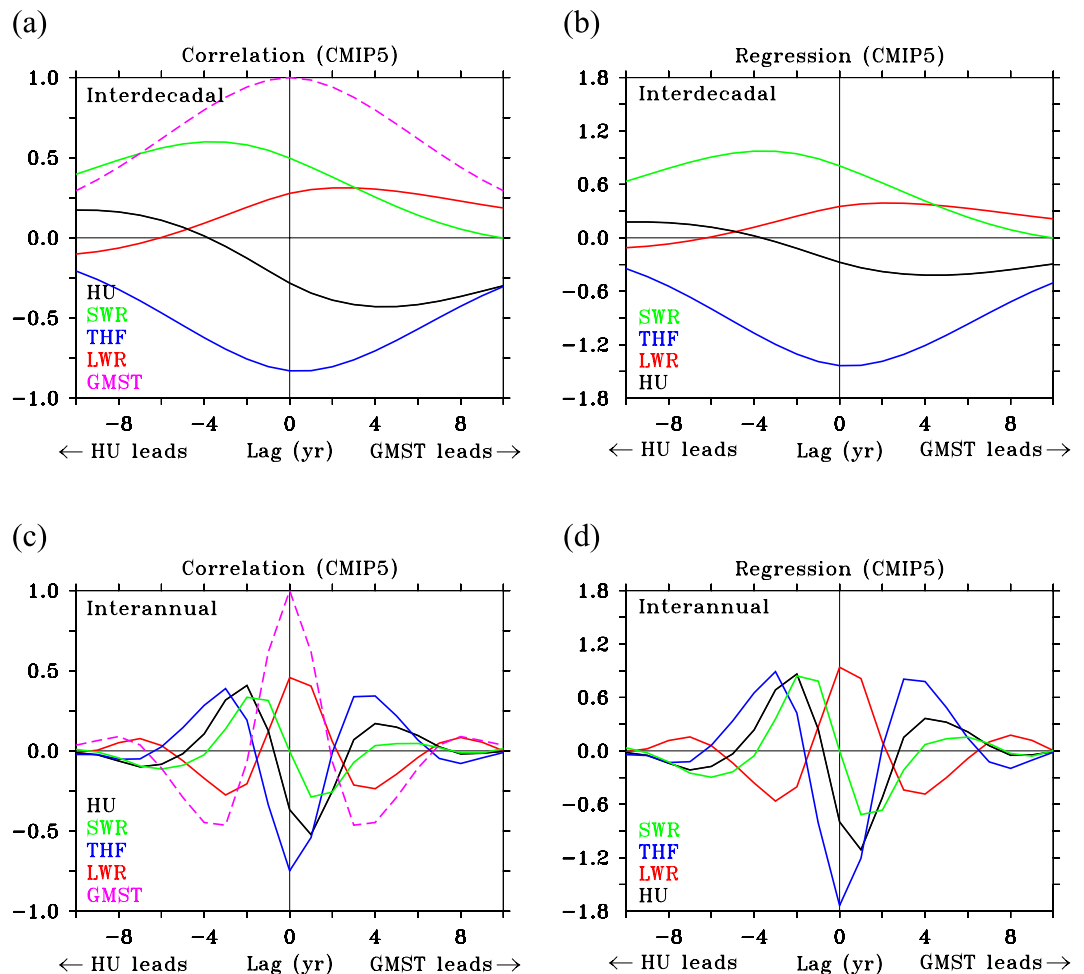 (a)
Correlation (CMIP5)
1.0
0.5
0.0
−0.5
−1.0
Interdecadal
HU
SWR
THF
LWR
GMST
−8 −4 0 4 8
← HU leads Lag (yr) GMST leads →
(b)
Regression (CMIP5)
1.8
1.2
0.6
0.0
−0.6
−1.2
−1.8
Interdecadal
SWR
THF
LWR
HU
−8 −4 0 4 8
← HU leads Lag (yr) GMST leads →
(c)
Correlation (CMIP5)
1.0
0.5
0.0
−0.5
−1.0
Interannual
HU
SWR
THF
LWR
GMST
−8 −4 0 4 8
← HU leads Lag (yr) GMST leads →
(d)
Regression (CMIP5)
1.8
1.2
0.6
0.0
−0.6
−1.2
−1.8
Interannual
SWR
THF
LWR
HU
−8 −4 0 4 8
← HU leads Lag (yr) GMST leads →